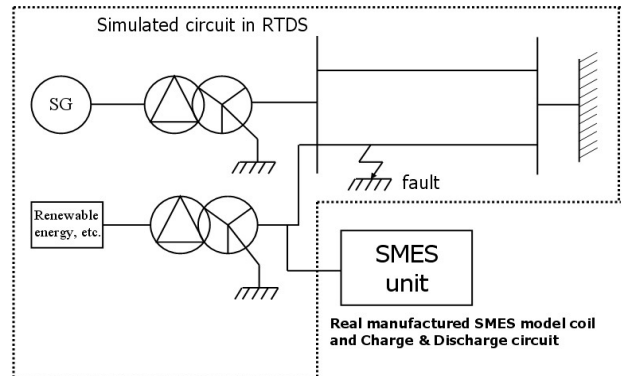 Simulated circuit in RTDS
SG
fault
Renewable
energy, etc.
SMES
unit
Real manufactured SMES model coil
and Charge & Discharge circuit